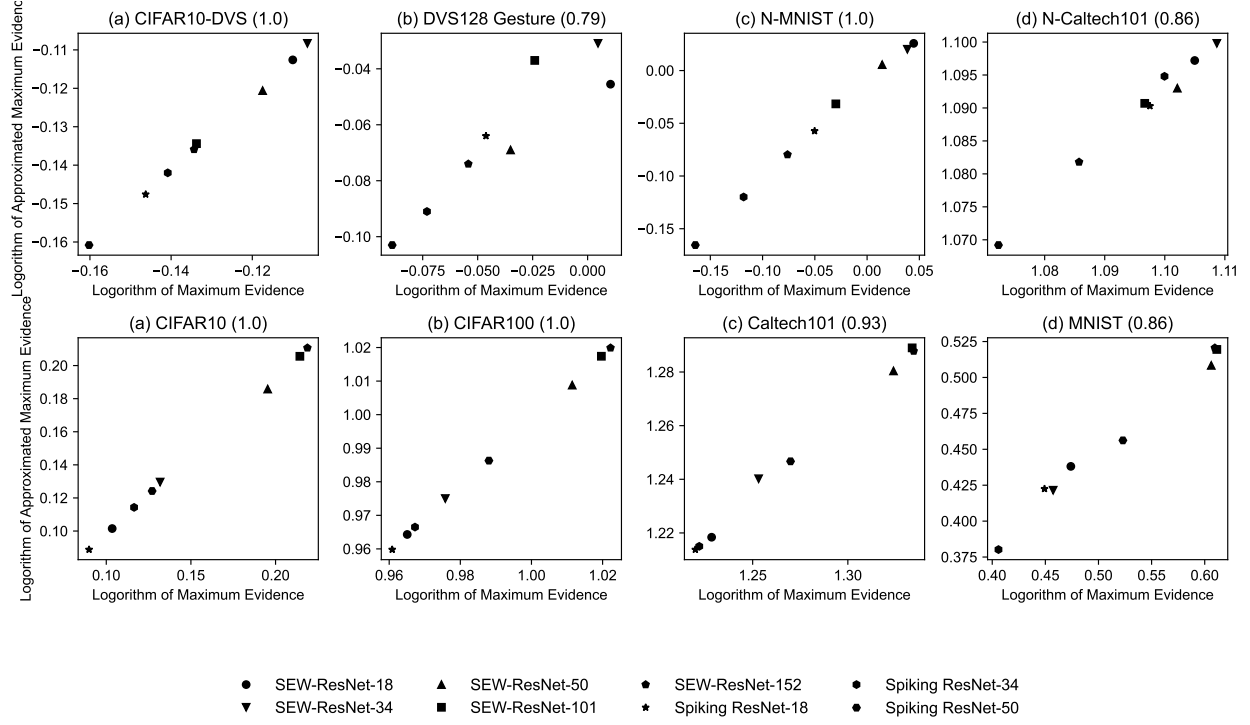 (a) CIFAR10-DVS (1.0)
Logorithm of Approximated Maximum Evidence
−0.11
−0.12
−0.13
−0.14
−0.15
−0.16
−0.16
−0.14
−0.12
Logorithm of Maximum Evidence
(b) DVS128 Gesture (0.79)
−0.04
−0.06
−0.08
−0.10
−0.075
−0.050
−0.025
0.000
Logorithm of Maximum Evidence
(c) N-MNIST (1.0)
0.00
−0.05
−0.10
−0.15
−0.15
−0.10
−0.05
0.00
0.05
Logorithm of Maximum Evidence
(d) N-Caltech101 (0.86)
1.100
1.095
1.090
1.085
1.080
1.075
1.070
1.08
1.09
1.10
1.11
Logorithm of Maximum Evidence
(a) CIFAR10 (1.0)
Logorithm of Approximated Maximum Evidence
0.20
0.18
0.16
0.14
0.12
0.10
0.10
0.15
0.20
Logorithm of Maximum Evidence
(b) CIFAR100 (1.0)
1.02
1.01
1.00
0.99
0.98
0.97
0.96
0.96
0.98
1.00
1.02
Logorithm of Maximum Evidence
(c) Caltech101 (0.93)
1.28
1.26
1.24
1.22
1.25
1.30
Logorithm of Maximum Evidence
(d) MNIST (0.86)
0.525
0.500
0.475
0.450
0.425
0.400
0.375
0.40
0.45
0.50
0.55
0.60
Logorithm of Maximum Evidence
SEW-ResNet-18
SEW-ResNet-50
SEW-ResNet-152
Spiking ResNet-34
SEW-ResNet-34
SEW-ResNet-101
Spiking ResNet-18
Spiking ResNet-50